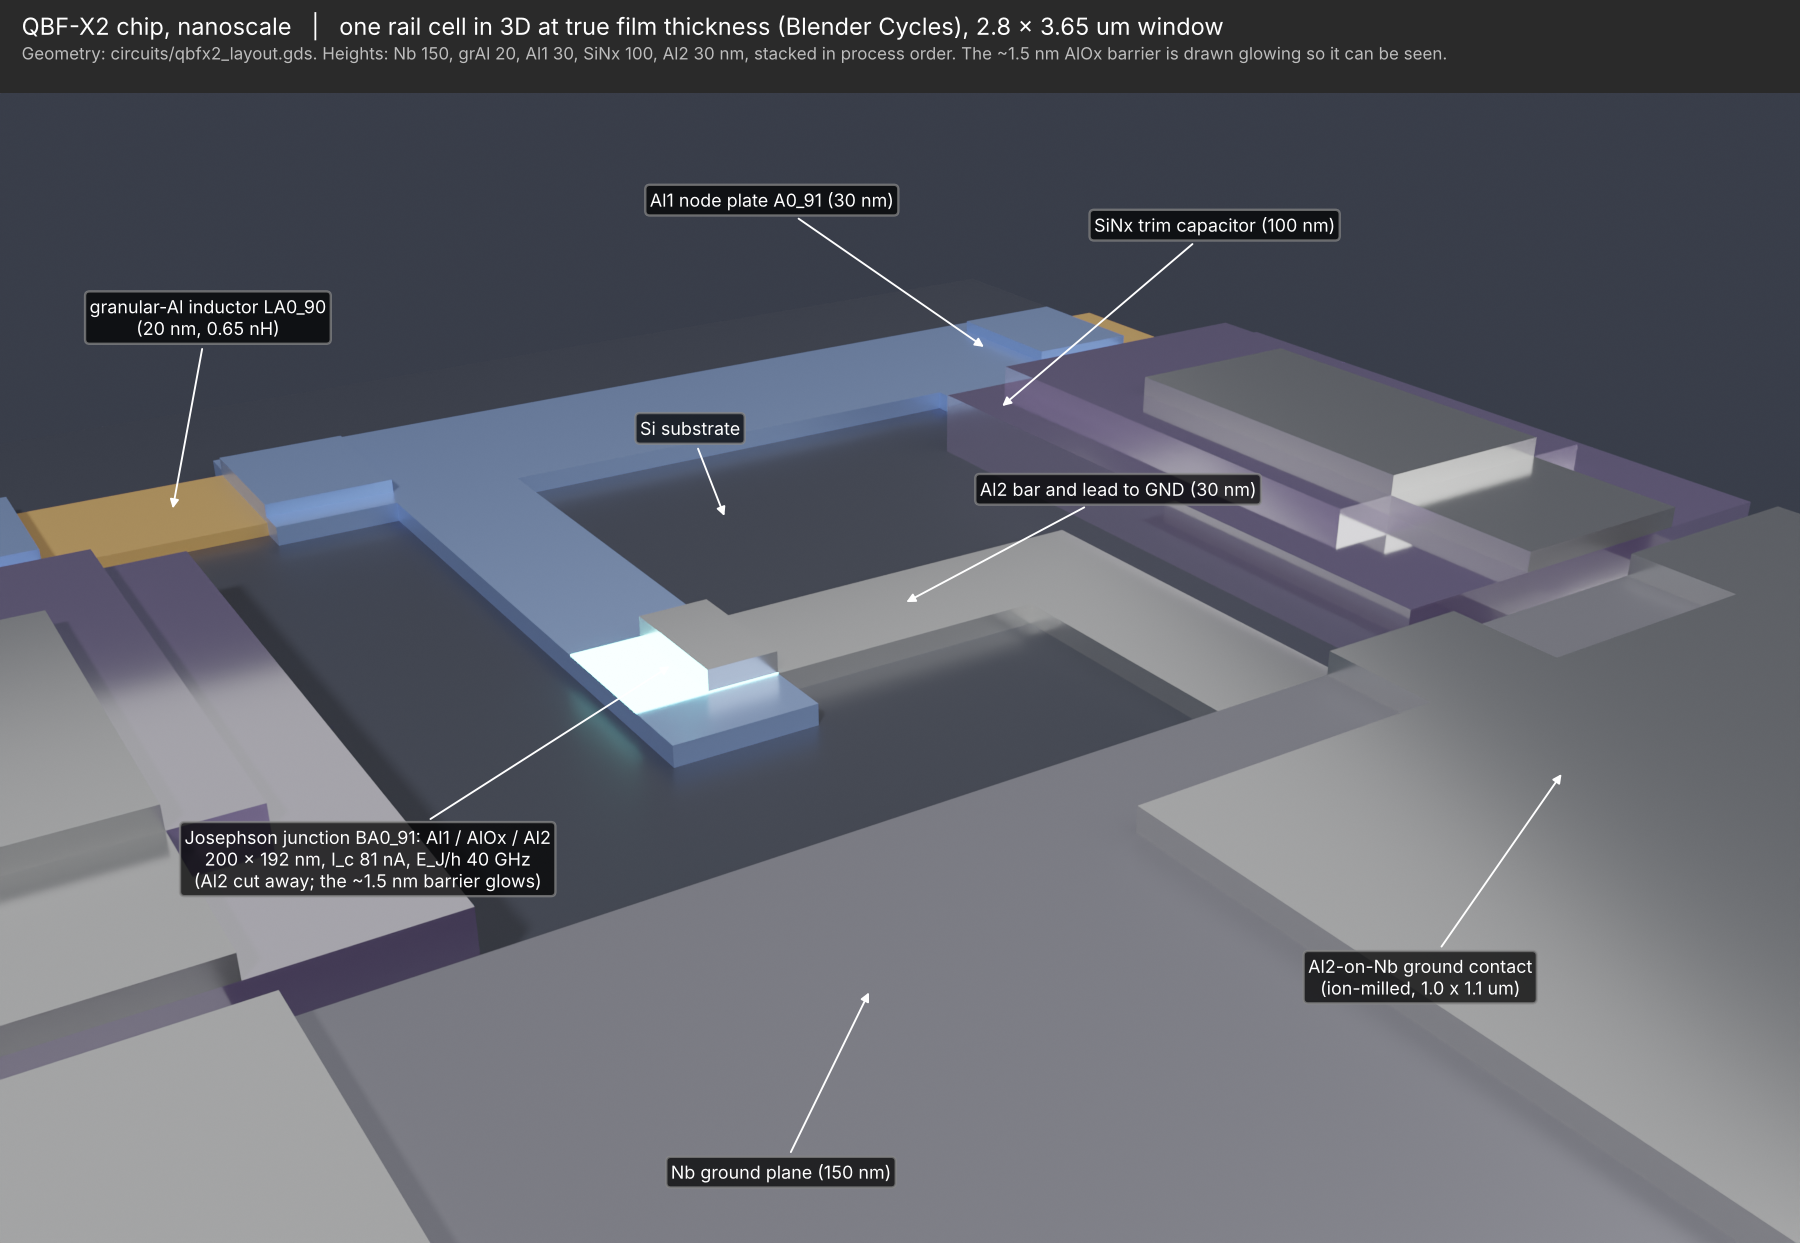 QBF-X2 chip, nanoscale | one rail cell in 3D at true film thickness (Blender Cycles), 2.8 × 3.65 um window
Geometry: circuits/qbfx2_layout.gds. Heights: Nb 150, grAl 20, Al1 30, SiNx 100, Al2 30 nm, stacked in process order. The ~1.5 nm AlOx barrier is drawn glowing so it can be seen.
Al1 node plate A0_91 (30 nm)
SiNx trim capacitor (100 nm)
granular-Al inductor LA0_90
(20 nm, 0.65 nH)
Si substrate
Al2 bar and lead to GND (30 nm)
Josephson junction BA0_91: Al1 / AlOx / Al2
200 × 192 nm, I_c 81 nA, E_J/h 40 GHz
(Al2 cut away; the ~1.5 nm barrier glows)
Al2-on-Nb ground contact
(ion-milled, 1.0 x 1.1 um)
Nb ground plane (150 nm)